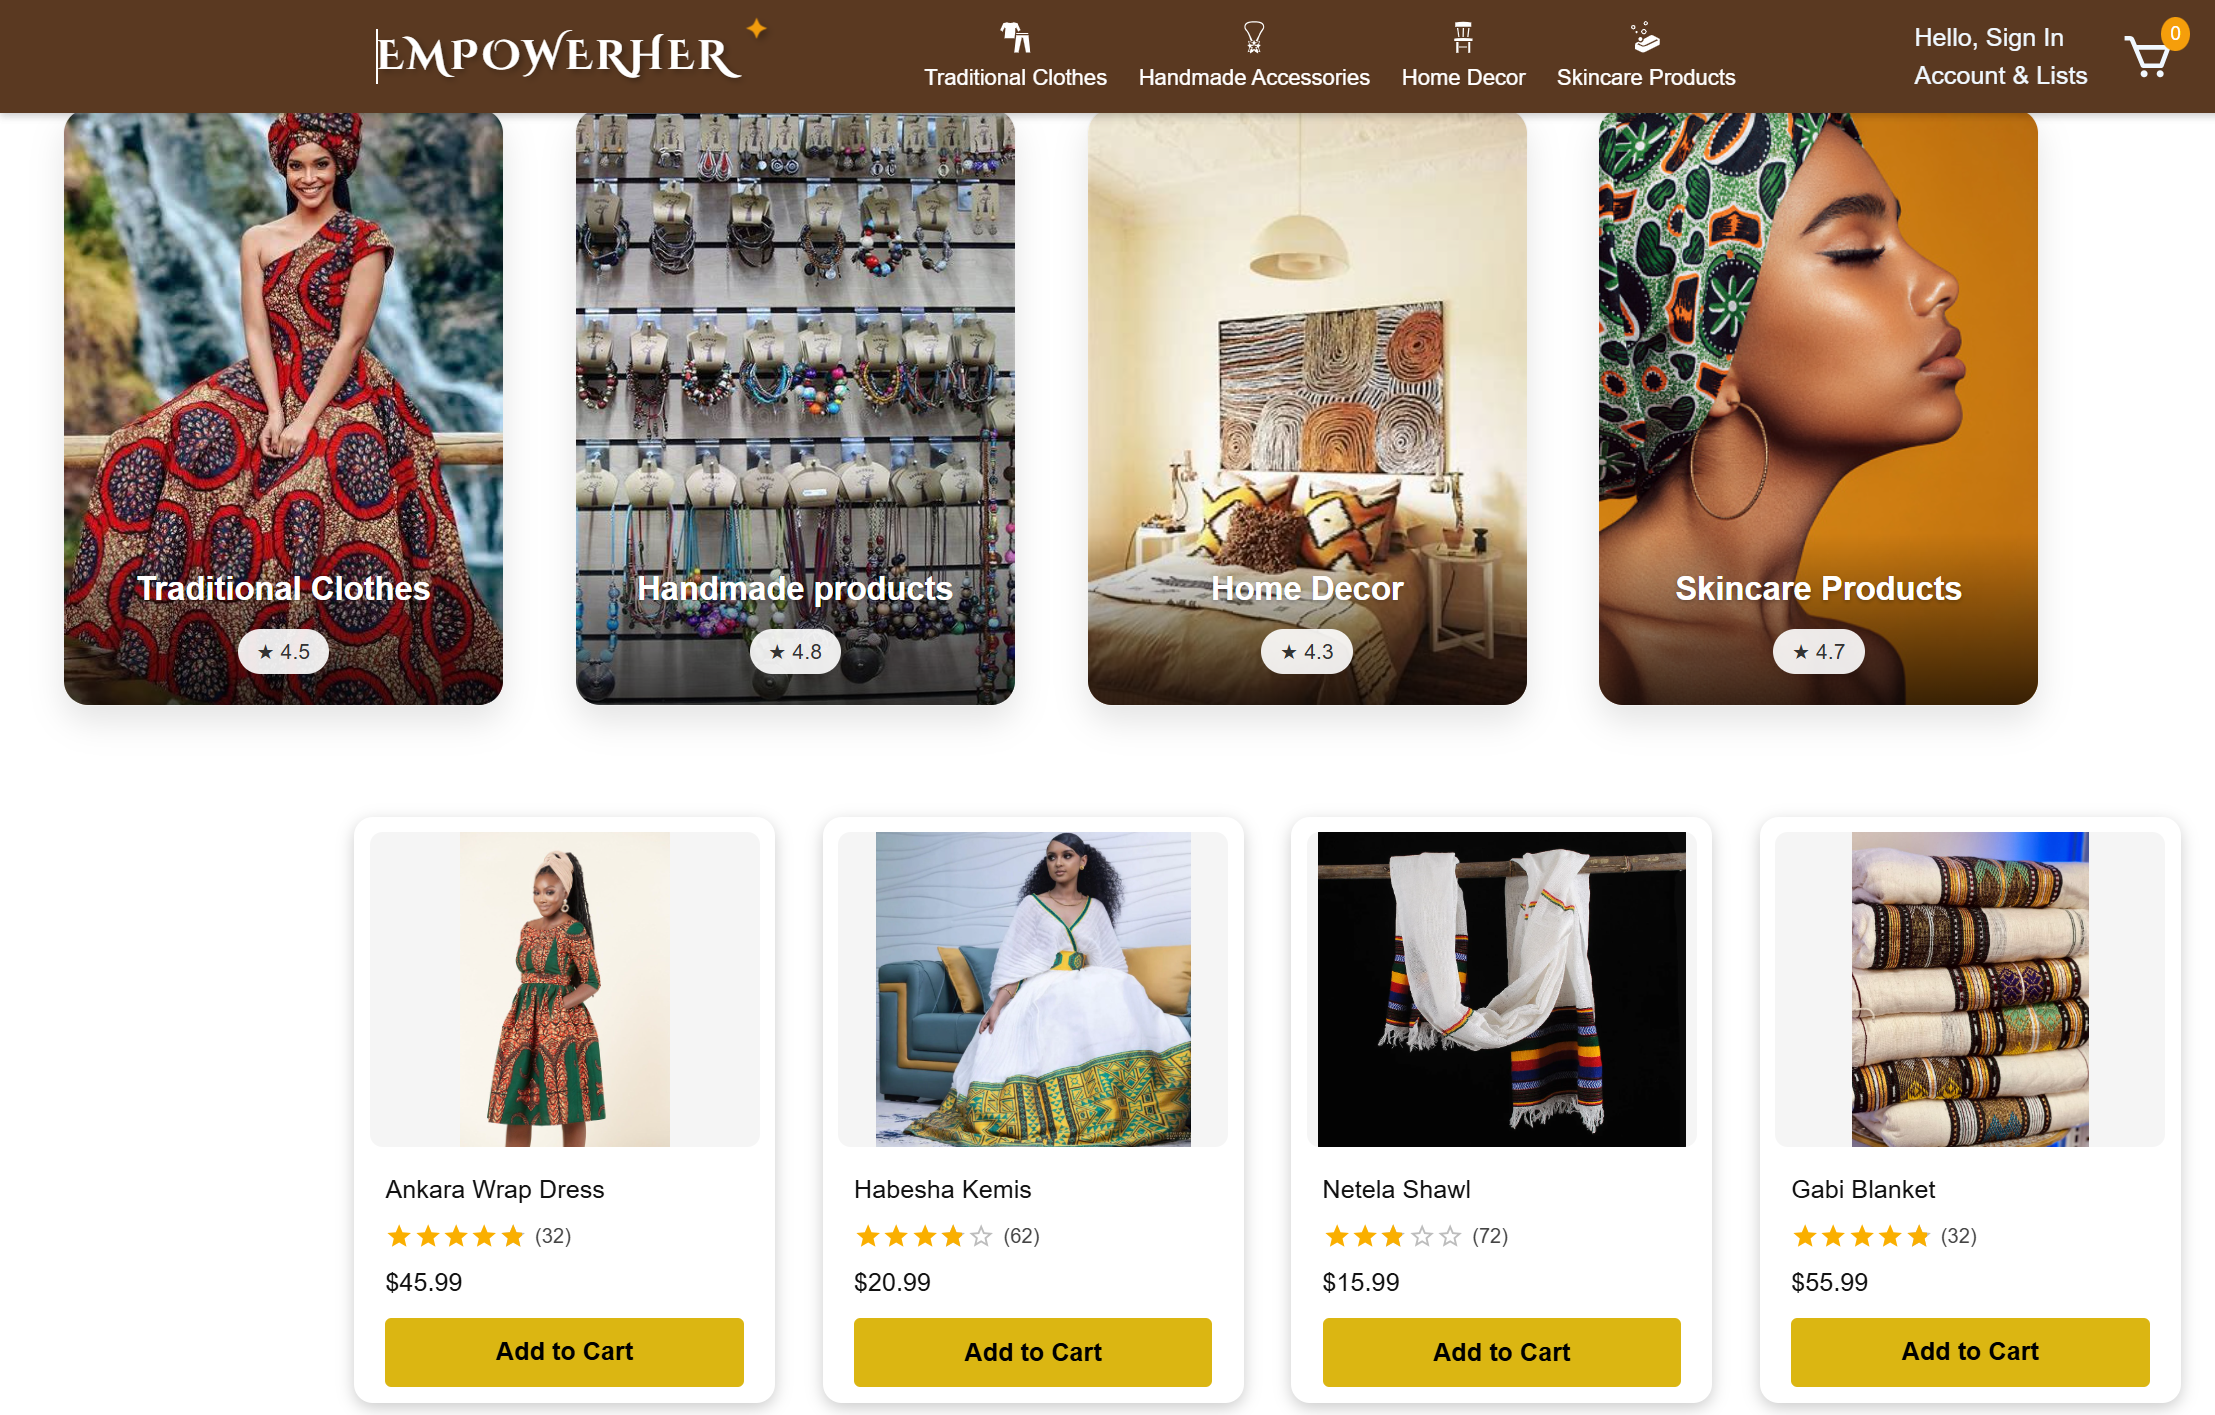 EMPOWERHER
Traditional Clothes
Handmade Accessories
Home Decor
Skincare Products
Hello, Sign In
Account & Lists
0
Traditional Clothes
★ 4.5
Handmade products
★ 4.8
Home Decor
★ 4.3
Skincare Products
★ 4.7
Ankara Wrap Dress
(32)
$45.99
Add to Cart
Habesha Kemis
(62)
$20.99
Add to Cart
Netela Shawl
(72)
$15.99
Add to Cart
Gabi Blanket
(32)
$55.99
Add to Cart